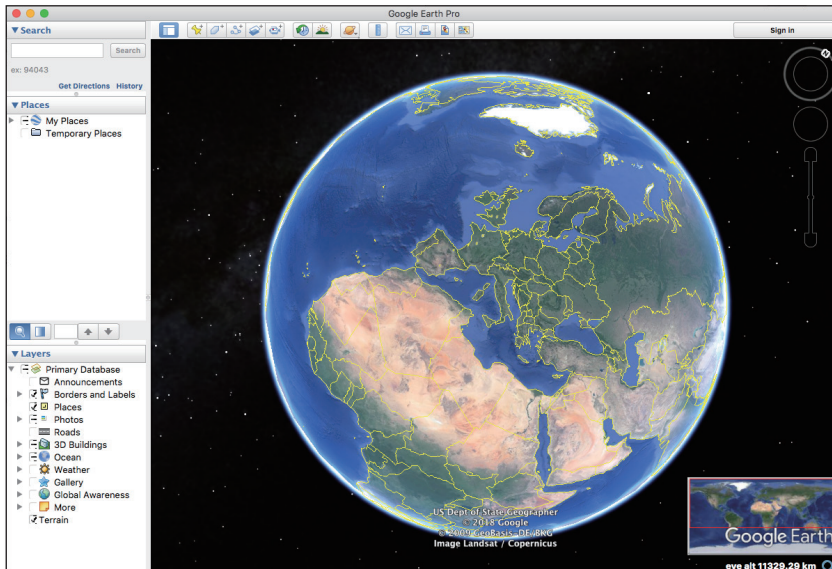 Google Earth Pro
▼ Search
Search
ex: 94043
Get Directions History
▼ Places
My Places
Temporary Places
▼ Layers
Primary Database
Announcements
Borders and Labels
Places
Photos
Roads
3D Buildings
Ocean
Weather
Gallery
Global Awareness
More
Terrain
Sign in
N
US Dept of State Geographer
© 2018 Google
© 2009 GeoBasis-DE/BKG
Image Landsat / Copernicus
Google Earth
eye alt 11329.29 km